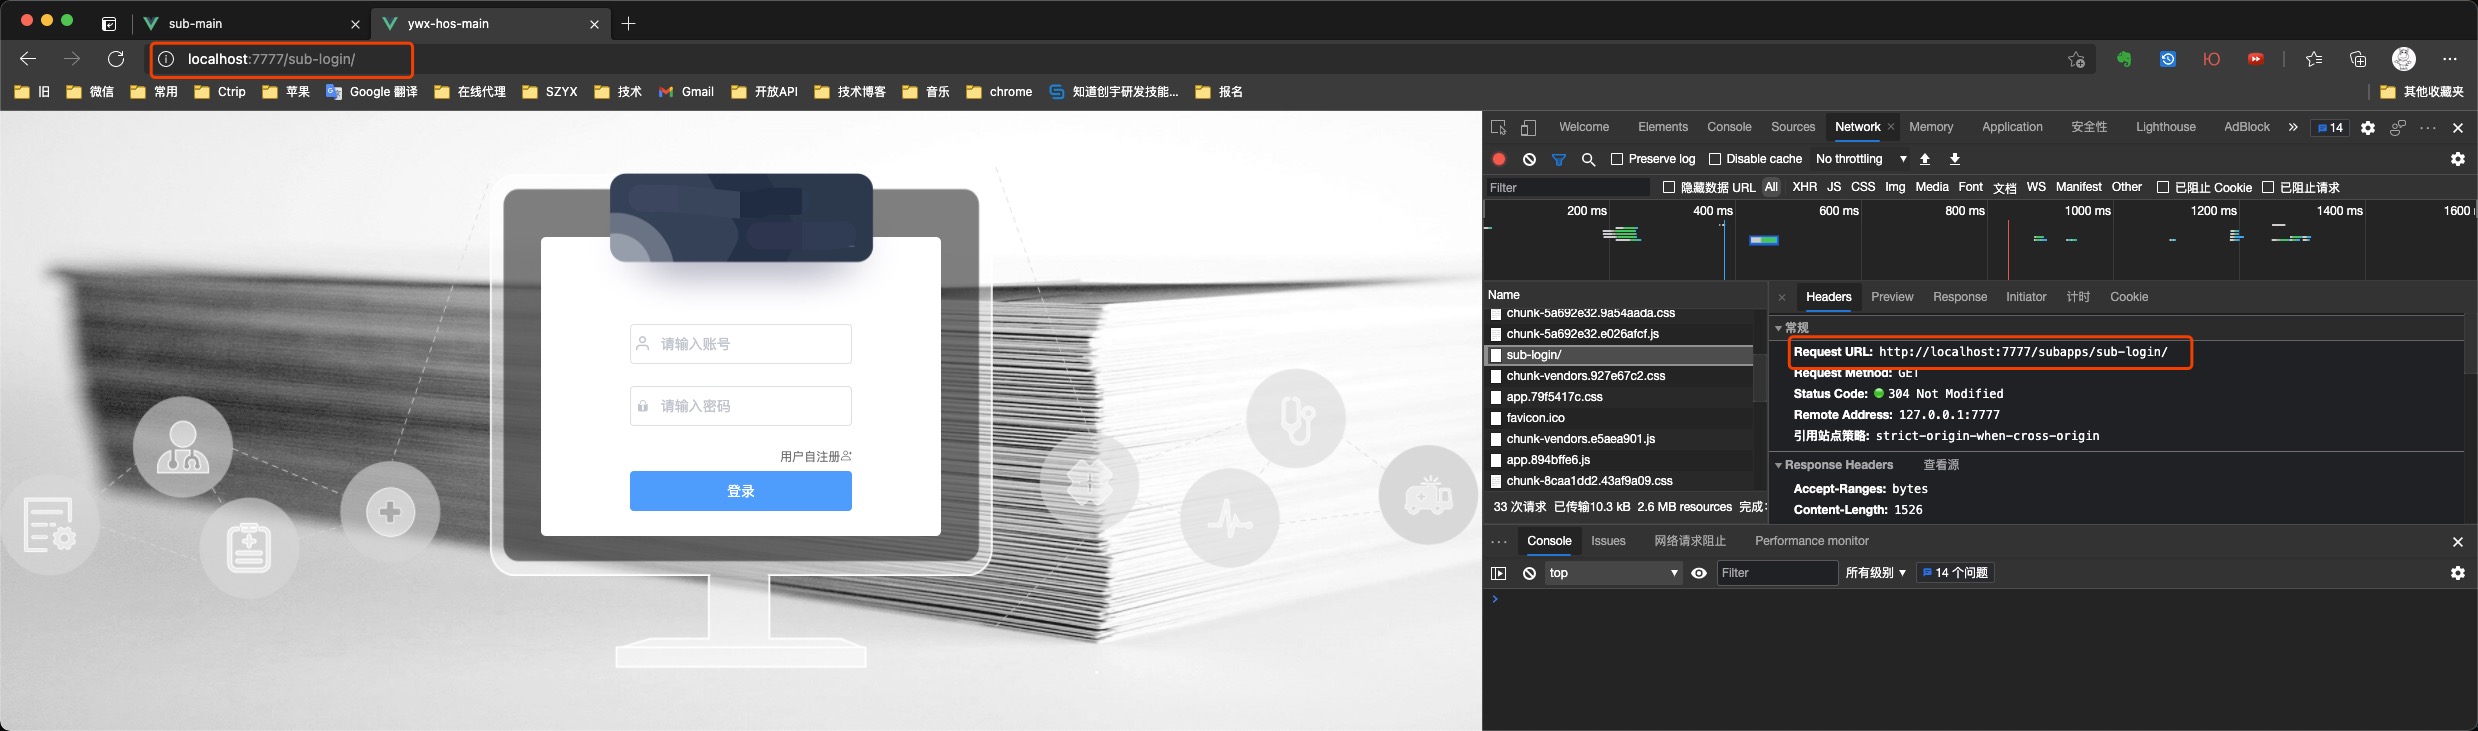 sub-main
ywx-hos-main
localhost:7777/sub-login/
旧 微信 常用 Ctrip 苹果 Google 翻译 在线代理 SZYX 技术 Gmail 开放API 技术博客 音乐 chrome 知道创宇研发技能... 报名 其他收藏夹
请输入账号
请输入密码
用户自注册
登录
Welcome Elements Console Sources Network Memory Application 安全性 Lighthouse AdBlock 14
Preserve log Disable cache No throttling
Filter 隐藏数据 URL All XHR JS CSS Img Media Font 文档 WS Manifest Other 已阻止 Cookie 已阻止请求
200 ms 400 ms 600 ms 800 ms 1000 ms 1200 ms 1400 ms 1600
Name
chunk-5a692e32.9a54aada.css
chunk-5a692e32.e026afcf.js
sub-login/
chunk-vendors.927e67c2.css
app.79f5417c.css
favicon.ico
chunk-vendors.e5aea901.js
app.894bffe6.js
chunk-8caa1dd2.43af9a09.css
33 次请求 已传输10.3 kB 2.6 MB resources 完成:
Headers Preview Response Initiator 计时 Cookie
常规
Request URL: http://localhost:7777/subapps/sub-login/
Request Method: GET
Status Code: 304 Not Modified
Remote Address: 127.0.0.1:7777
引用站点策略: strict-origin-when-cross-origin
Response Headers 查看源
Accept-Ranges: bytes
Content-Length: 1526
Console Issues 网络请求阻止 Performance monitor
top Filter 所有级别 14 个问题